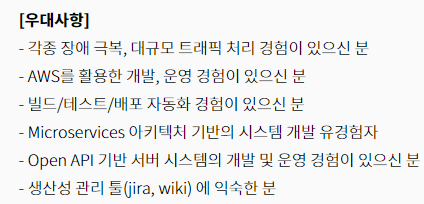 [우대사항]
- 각종 장애 극복, 대규모 트래픽 처리 경험이 있으신 분
- AWS를 활용한 개발, 운영 경험이 있으신 분
- 빌드/테스트/배포 자동화 경험이 있으신 분
- Microservices 아키텍처 기반의 시스템 개발 유경험자
- Open API 기반 서버 시스템의 개발 및 운영 경험이 있으신 분
- 생산성 관리 툴(jira, wiki) 에 익숙한 분